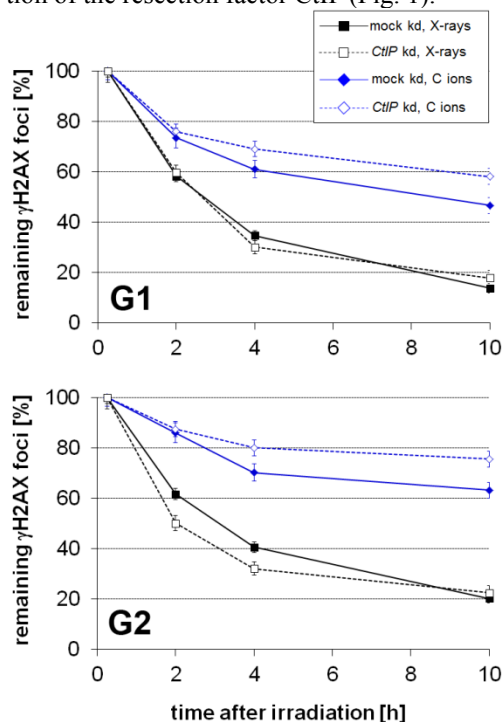 tion of the resection factor CtIP (Fig. 1).
mock kd, X-rays
CtIP kd, X-rays
mock kd, C ions
CtIP kd, C ions
remaining γH2AX foci [%]
100
80
60
40
20
0
G1
0 2 4 6 8 10
remaining γH2AX foci [%]
100
80
60
40
20
0
G2
0 2 4 6 8 10
time after irradiation [h]